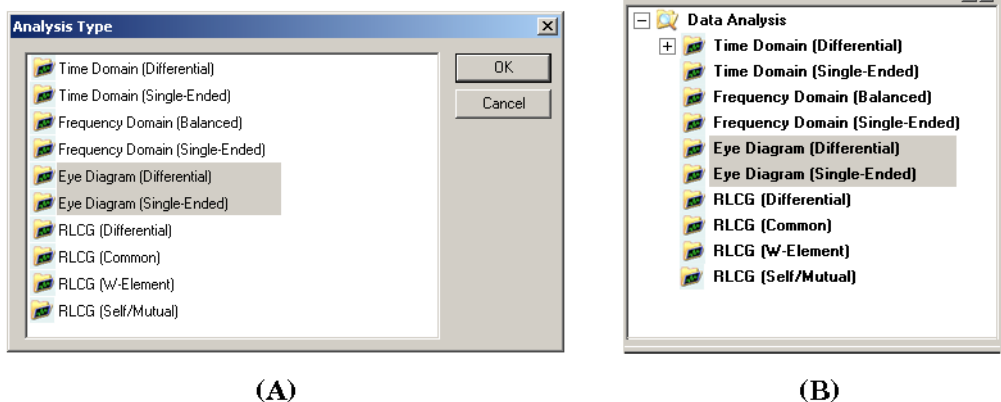 Analysis Type
Time Domain (Differential)
Time Domain (Single-Ended)
Frequency Domain (Balanced)
Frequency Domain (Single-Ended)
Eye Diagram (Differential)
Eye Diagram (Single-Ended)
RLCG (Differential)
RLCG (Common)
RLCG (W-Element)
RLCG (Self/Mutual)
OK
Cancel
(A)
Data Analysis
Time Domain (Differential)
Time Domain (Single-Ended)
Frequency Domain (Balanced)
Frequency Domain (Single-Ended)
Eye Diagram (Differential)
Eye Diagram (Single-Ended)
RLCG (Differential)
RLCG (Common)
RLCG (W-Element)
RLCG (Self/Mutual)
(B)